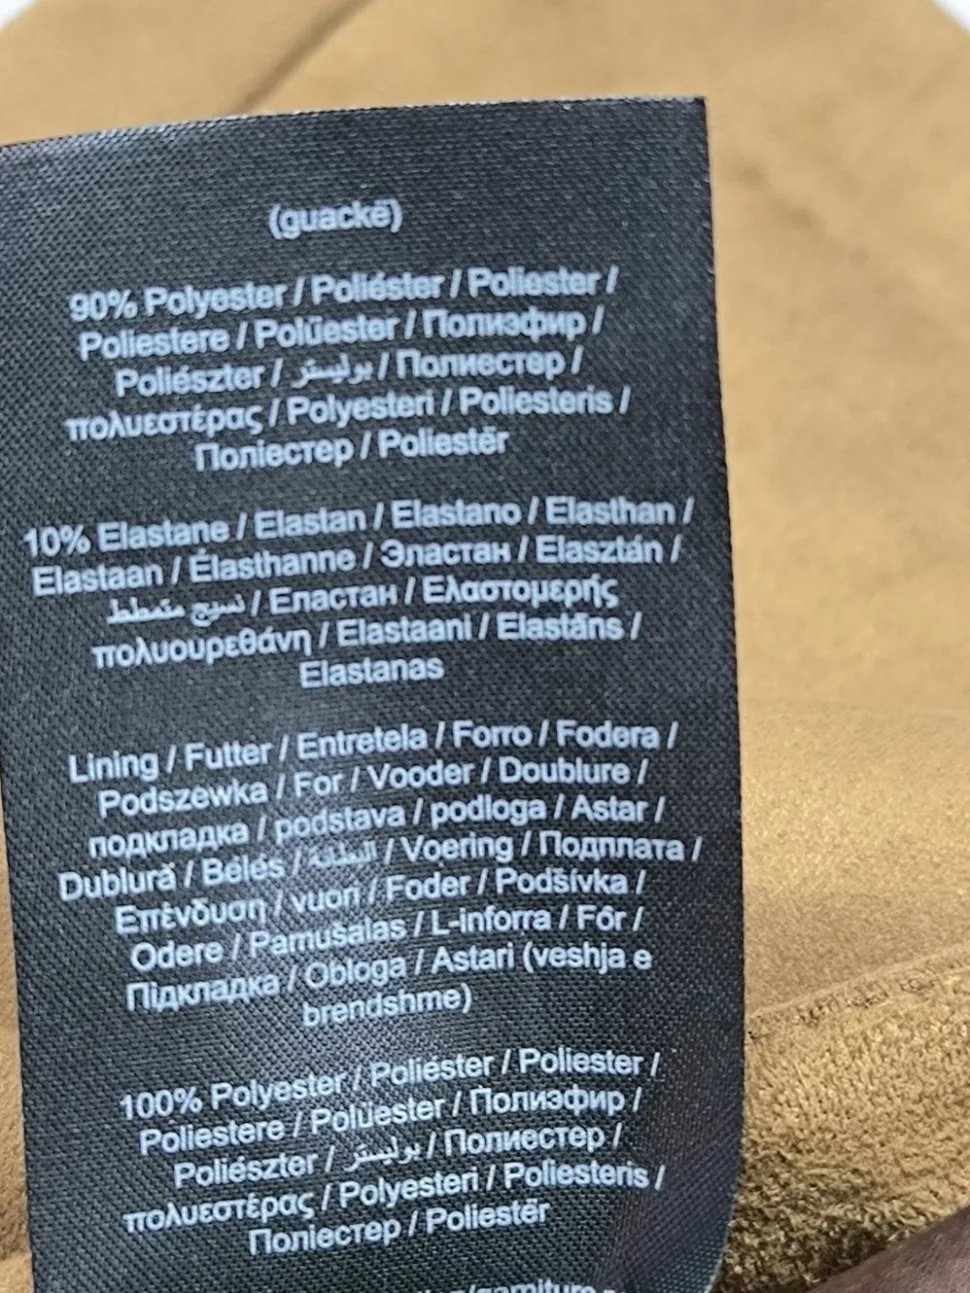 (guackë)
90% Polyester / Poliéster / Poliester /
Poliestere / Polüester / Полиэфир /
Poliészter / بوليستر / Полиестер /
πολυεστέρας / Polyesteri / Poliesteris /
Поліестер / Poliestër
10% Elastane / Elastan / Elastano / Elasthan /
Elastaan / Élasthanne / Эластан / Elasztán /
نسيج متمطط / Еластан / Ελαστομερής
πολυουρεθάνη / Elastaani / Elastāns /
Elastanas
Lining / Futter / Entretela / Forro / Fodera /
Podszewka / For / Vooder / Doublure /
подкладка / podstava / podloga / Astar /
Dublură / Bélés / البطانة / Voering / Подплата /
Επένδυση / vuori / Foder / Podšívka /
Odere / Pamušalas / L-inforra / Fôr /
Підкладка / Obloga / Astari (veshja e
brendshme)
100% Polyester / Poliéster / Poliester /
Poliestere / Polüester / Полиэфир /
Poliészter / بوليستر / Полиестер /
πολυεστέρας / Polyesteri / Poliesteris /
Поліестер / Poliestër